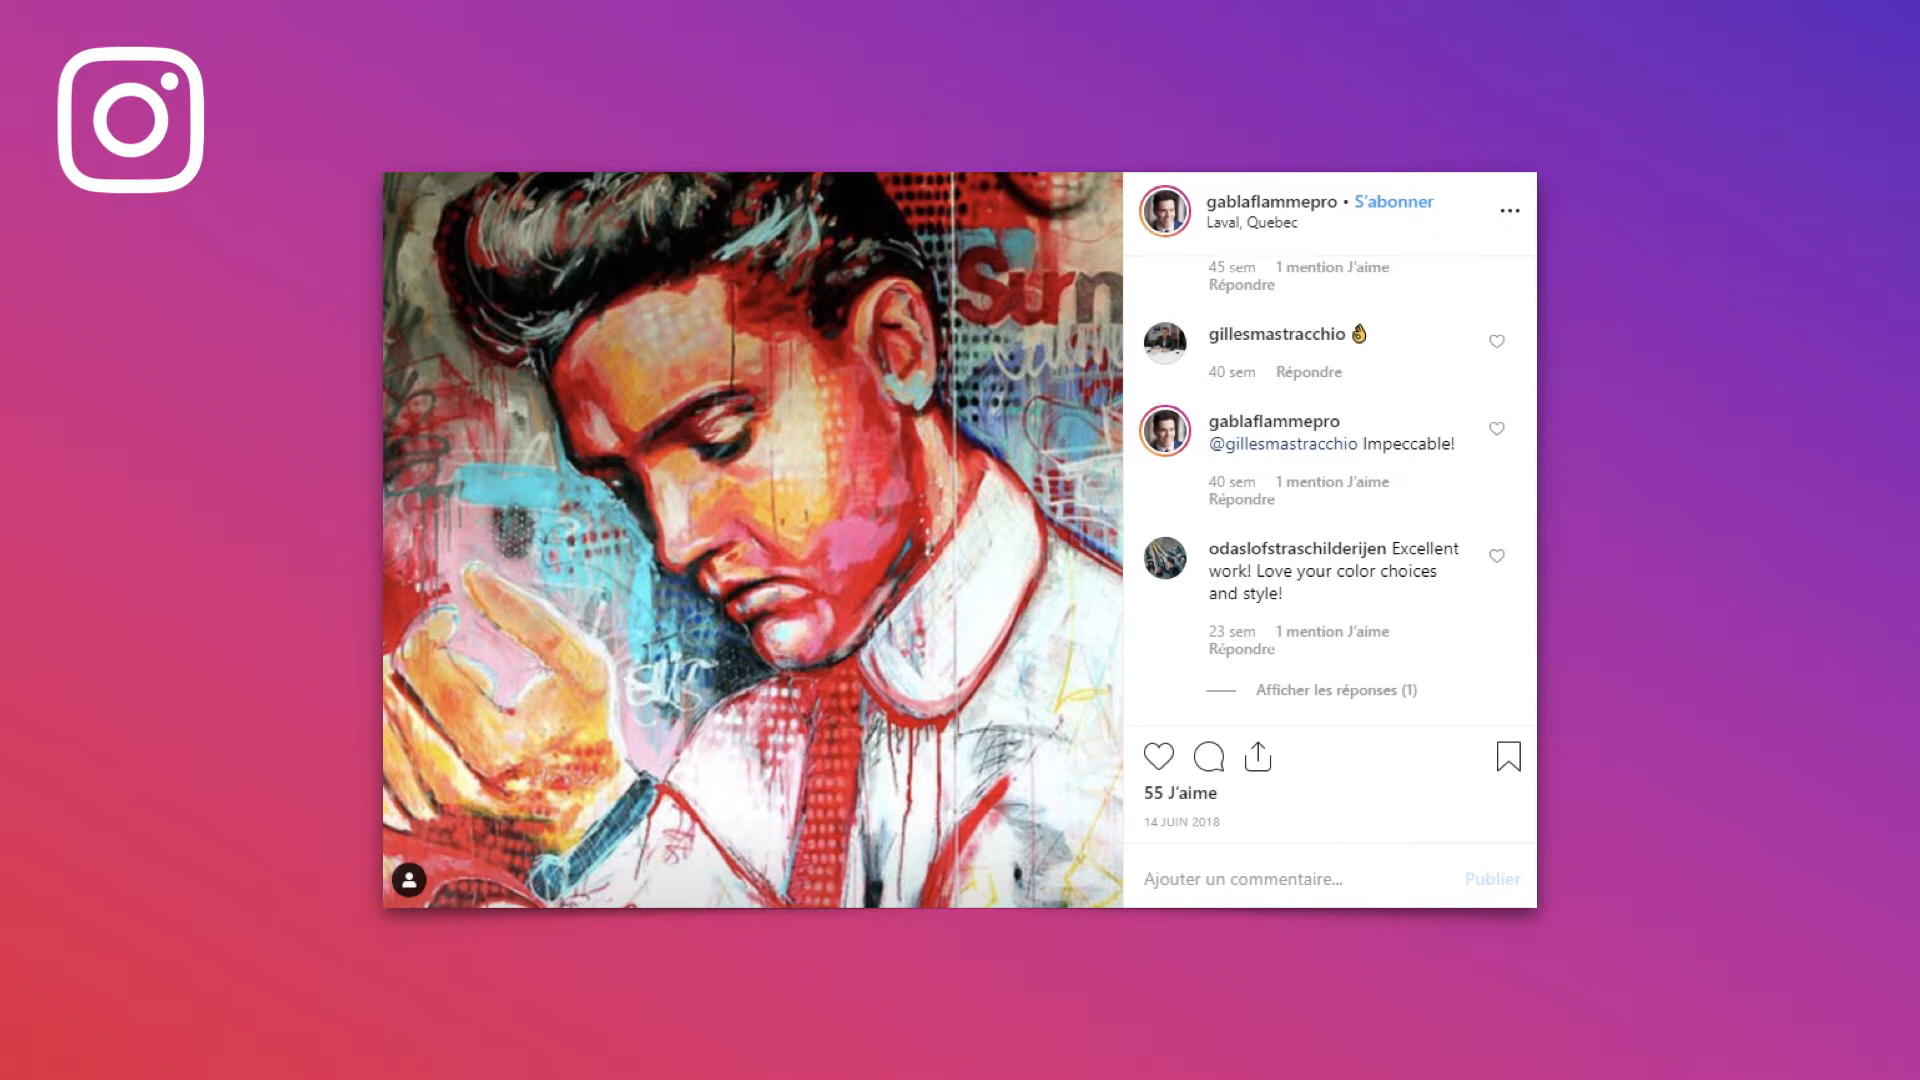 Surn
Elvis
gablaflammepro • S'abonner
Laval, Quebec
45 sem 1 mention J'aime
Répondre
gillesmastracchio 👌
40 sem Répondre
gablaflammepro
@gillesmastracchio Impeccable!
40 sem 1 mention J'aime
Répondre
odaslofstraschilderijen Excellent
work! Love your color choices
and style!
23 sem 1 mention J'aime
Répondre
Afficher les réponses (1)
55 J'aime
14 JUIN 2018
Ajouter un commentaire... Publier